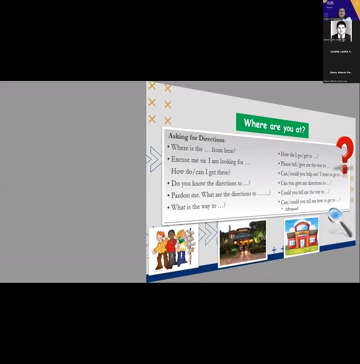 Where are you at?
Asking for Directions
• Where is the … from here?
• Excuse me sir. I am looking for …
How do/ can I get there?
• Do you know the directions to …?
• Pardon me. What are the directions to ………?
• What is the way to …?
• How do I go/get to …?
• Please tell/give me the way to …
• Can/could you help me? I want to go to …
• Can you give me directions to …?
• Could you tell me the way to …?
• Can/could you tell me how to get to …?
• Advanced